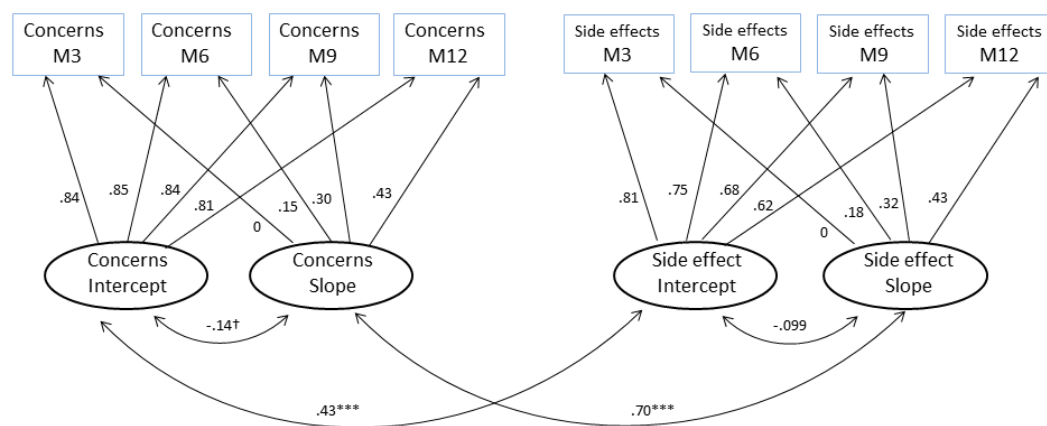 Concerns
M3
Concerns
M6
Concerns
M9
Concerns
M12
Side effects
M3
Side effects
M6
Side effects
M9
Side effects
M12
.84
.85
.84
.81
0
.15
.30
.43
.81
.75
.68
.62
0
.18
.32
.43
Concerns
Intercept
Concerns
Slope
Side effect
Intercept
Side effect
Slope
-.14†
-.099
.43***
.70***